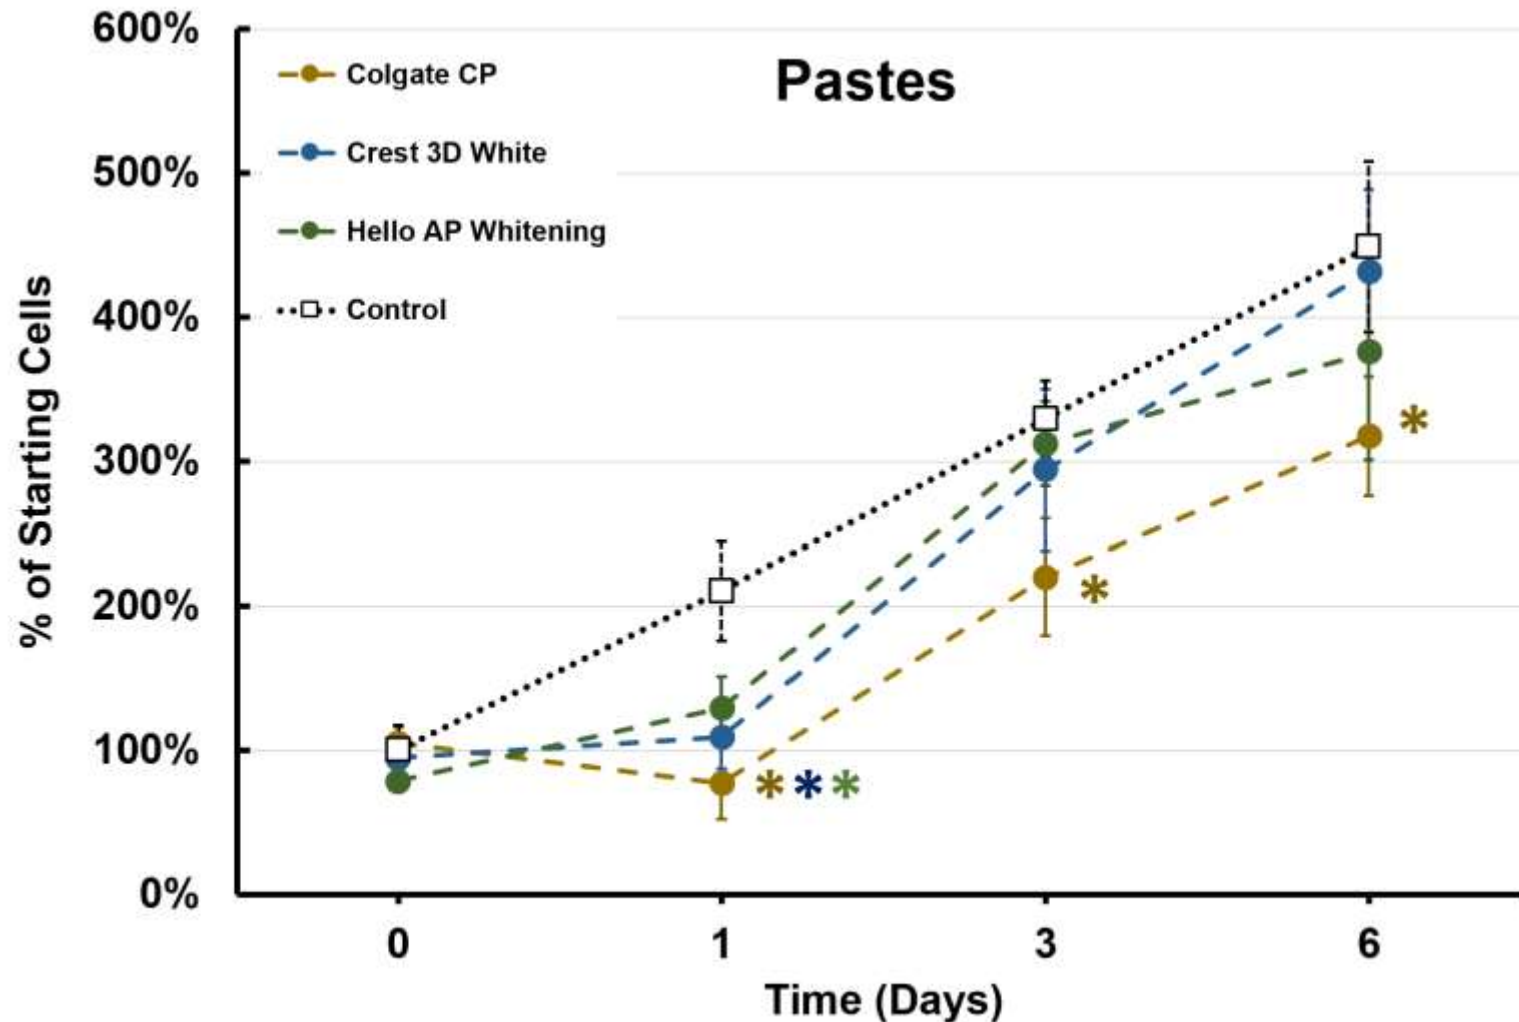 Pastes
Colgate CP
Crest 3D White
Hello AP Whitening
Control
% of Starting Cells
600%
500%
400%
300%
200%
100%
0%
* * *
*
*
0 1 3 6
Time (Days)